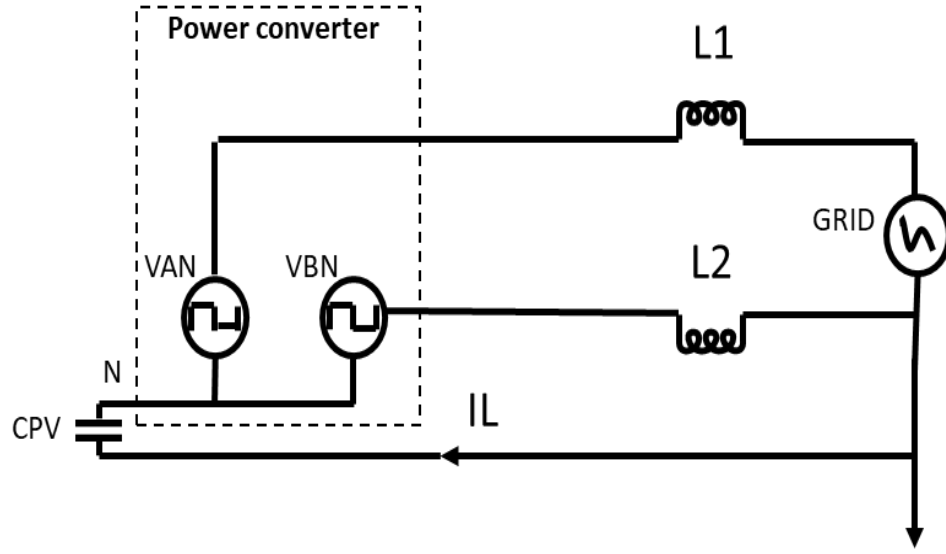 Power converter
L1
GRID
VAN
VBN
L2
N
CPV
IL